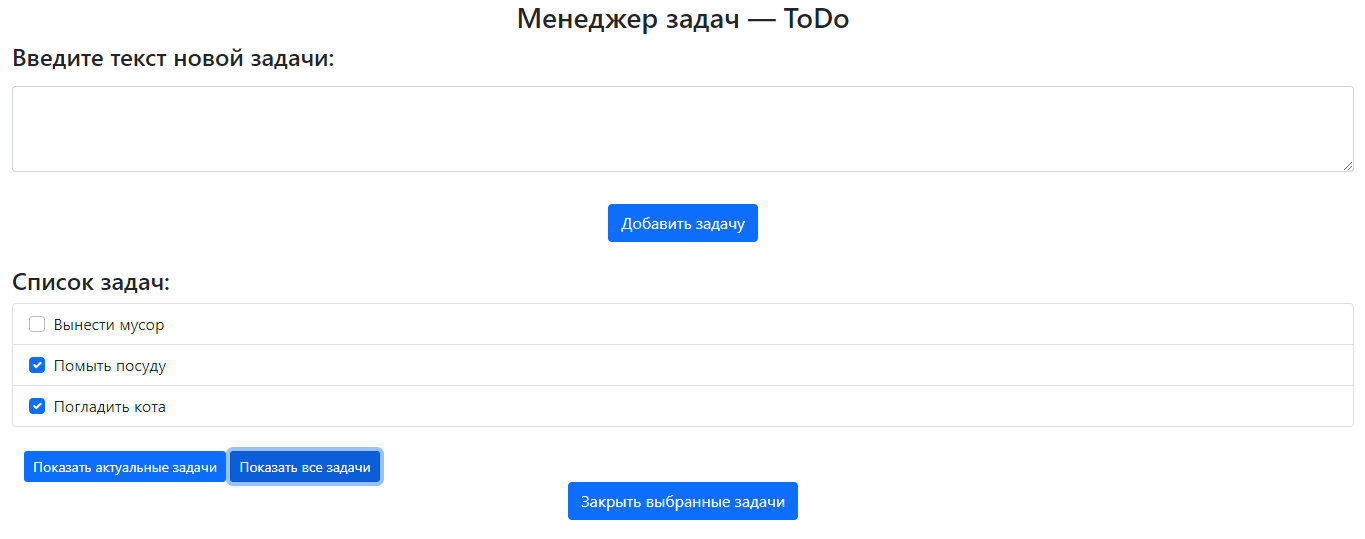 Менеджер задач — ToDo
Введите текст новой задачи:
Добавить задачу
Список задач:
Вынести мусор
Помыть посуду
Погладить кота
Показать актуальные задачи Показать все задачи
Закрыть выбранные задачи